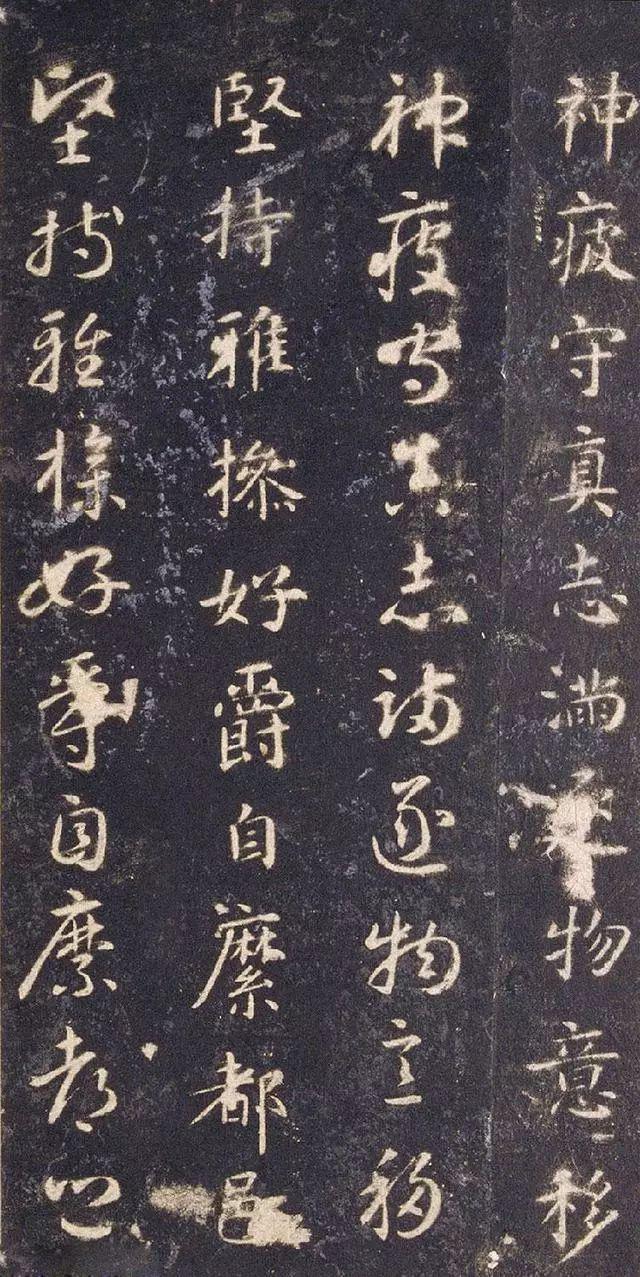 神疲守真志滿物意移
神疲守真志滿逐物意移
堅持雅操好爵自縻都邑
堅持雅操好爵自縻都邑